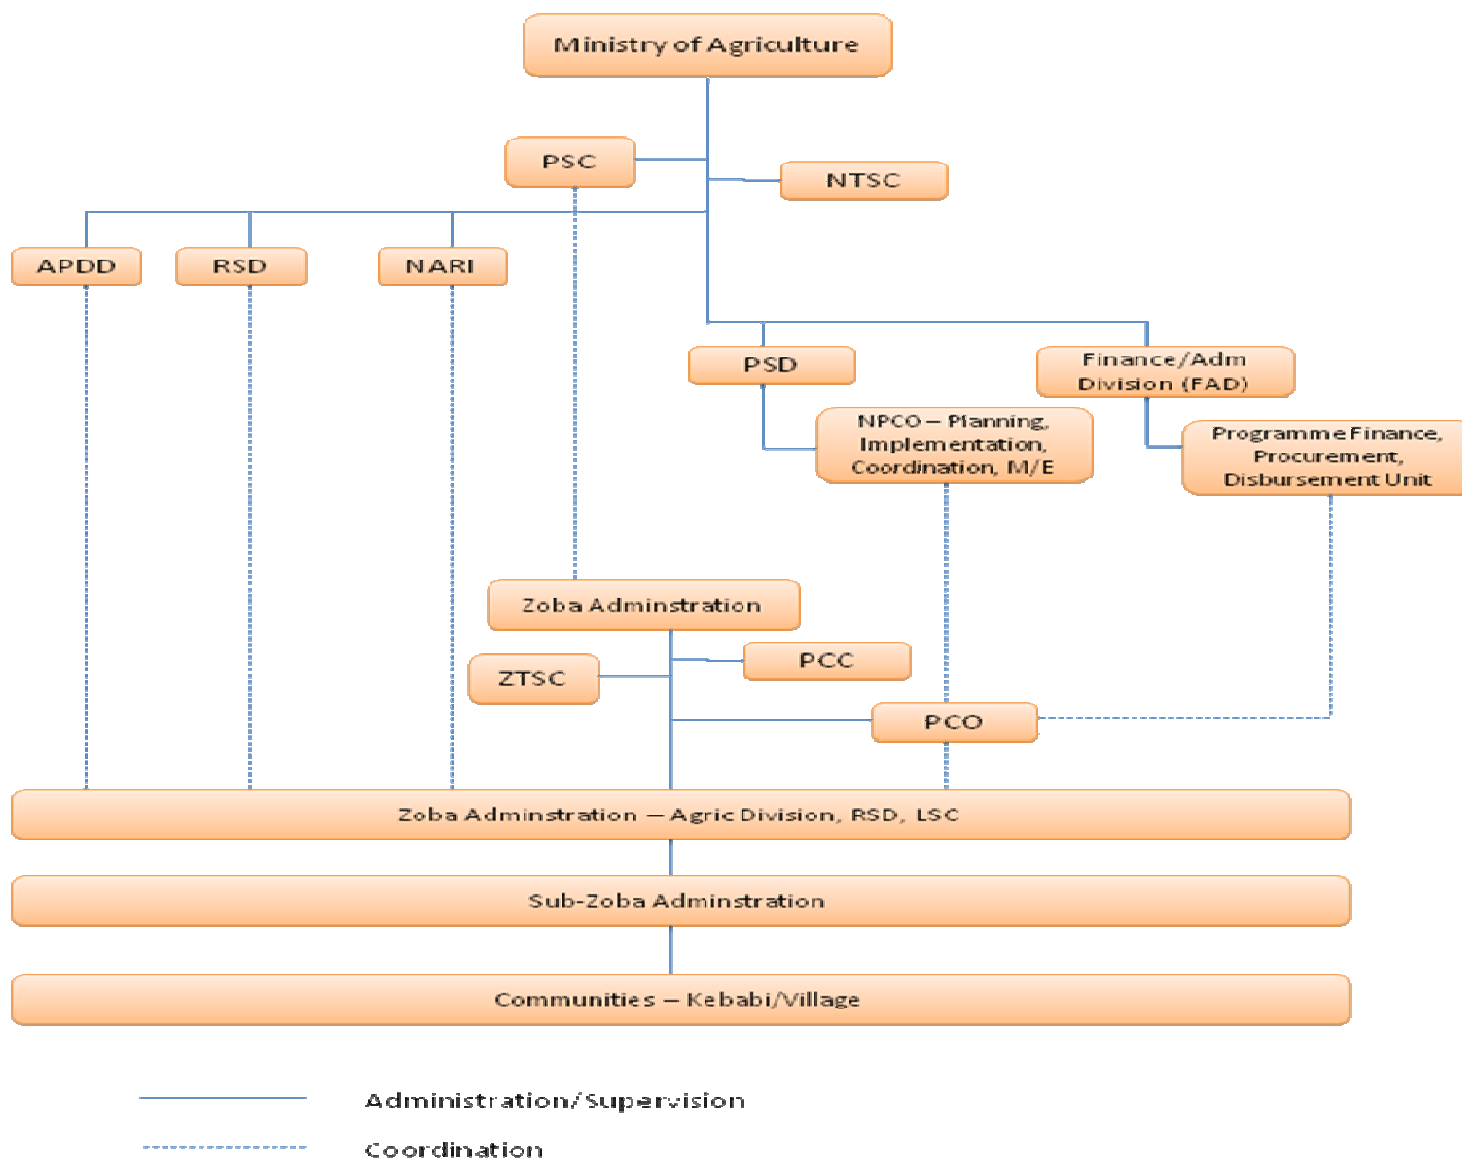 Ministry of Agriculture
PSC
NTSC
APDD
RSD
NARI
PSD
Finance/Adm
Division (FAD)
NPCO – Planning,
Implementation,
Coordination, M/E
Programme Finance,
Procurement,
Disbursement Unit
Zoba Adminstration
PCC
ZTSC
PCO
Zoba Adminstration – Agric Division, RSD, LSC
Sub-Zoba Adminstration
Communities – Kebabi/Village
Administration/Supervision
Coordination